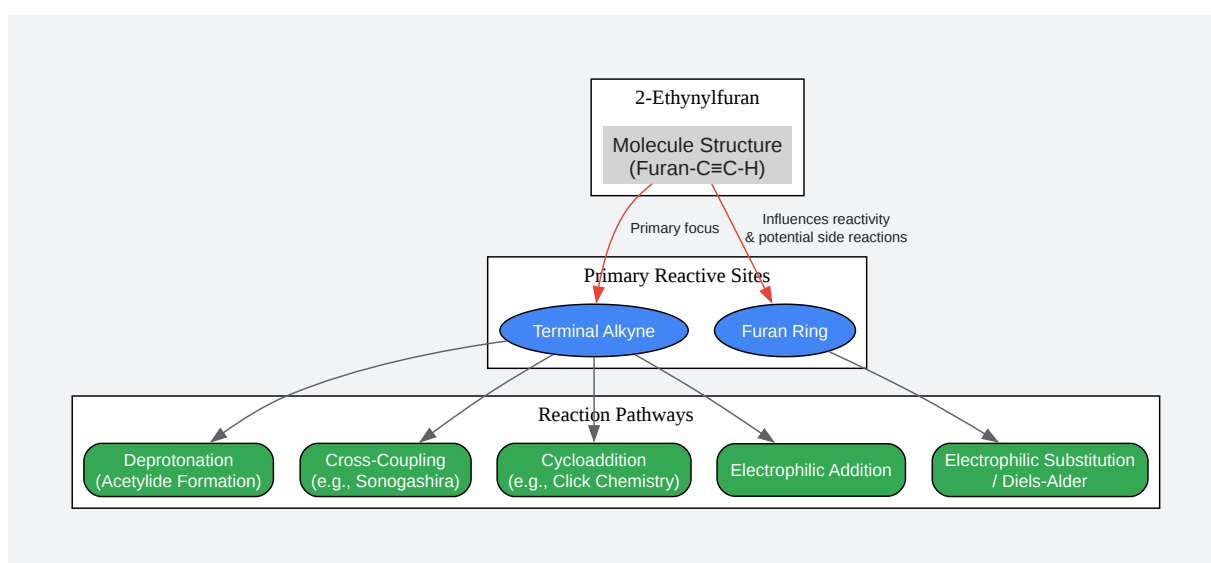 2-Ethynylfuran
Molecule Structure
(Furan-C≡C-H)
Primary focus
Influences reactivity
& potential side reactions
Primary Reactive Sites
Terminal Alkyne
Furan Ring
Reaction Pathways
Deprotonation
(Acetylide Formation)
Cross-Coupling
(e.g., Sonogashira)
Cycloaddition
(e.g., Click Chemistry)
Electrophilic Addition
Electrophilic Substitution
/ Diels-Alder